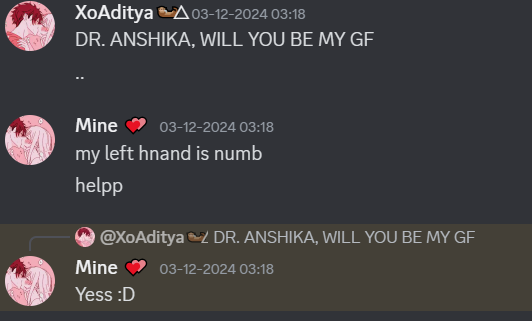 XoAditya 03-12-2024 03:18
DR. ANSHIKA, WILL YOU BE MY GF
..
Mine 03-12-2024 03:18
my left hnand is numb
helpp
@XoAditya DR. ANSHIKA, WILL YOU BE MY GF
Mine 03-12-2024 03:18
Yess :D